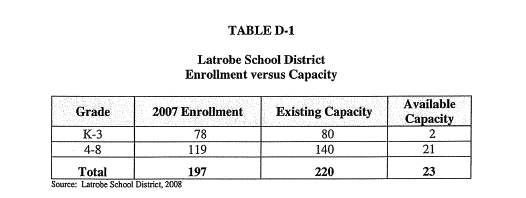 TABLE D-1
Latrobe School District
Enrollment versus Capacity
Grade 2007 Enrollment Existing Capacity Available Capacity
K-3 78 80 2
4-8 119 140 21
Total 197 220 23
Source: Latrobe School District, 2008